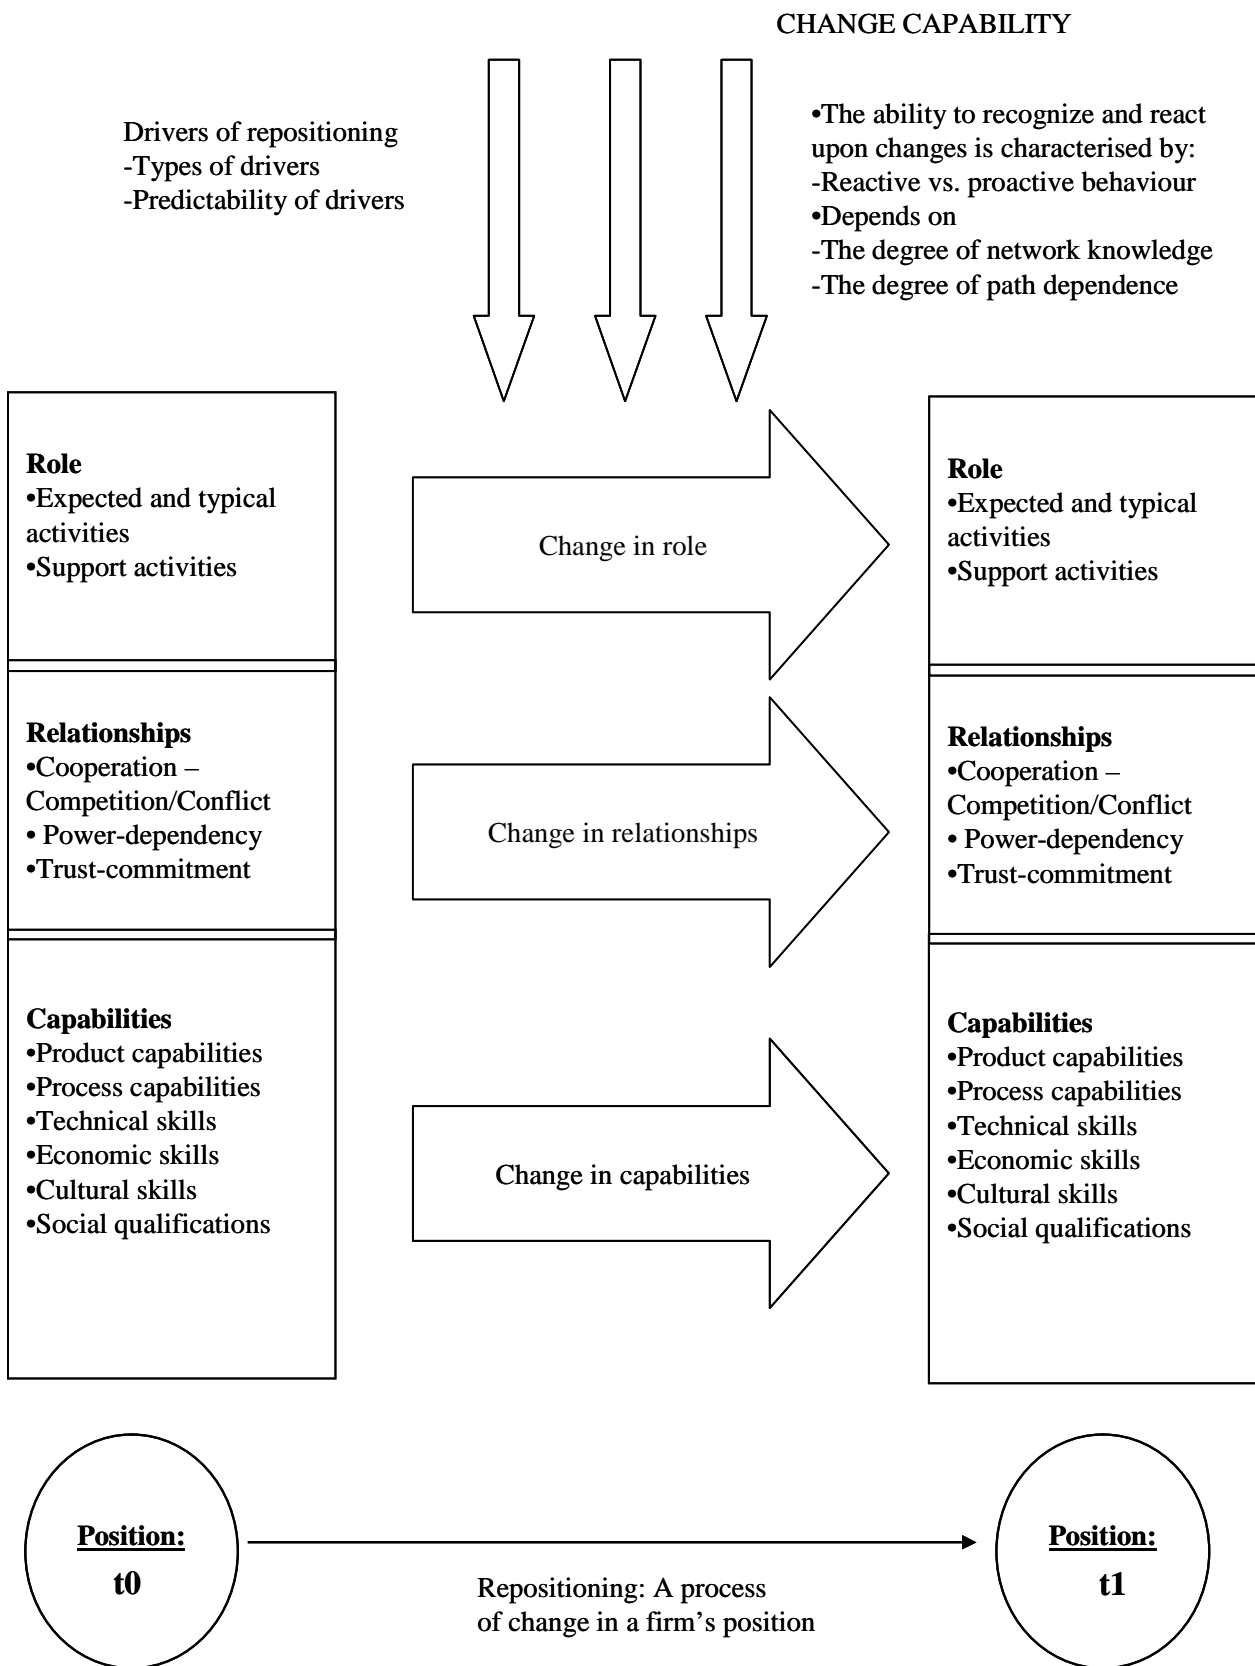 CHANGE CAPABILITY
Drivers of repositioning
-Types of drivers
-Predictability of drivers
•The ability to recognize and react
upon changes is characterised by:
-Reactive vs. proactive behaviour
•Depends on
-The degree of network knowledge
-The degree of path dependence
Role
•Expected and typical
activities
•Support activities
Change in role
Role
•Expected and typical
activities
•Support activities
Relationships
•Cooperation –
Competition/Conflict
• Power-dependency
•Trust-commitment
Change in relationships
Relationships
•Cooperation –
Competition/Conflict
• Power-dependency
•Trust-commitment
Capabilities
•Product capabilities
•Process capabilities
•Technical skills
•Economic skills
•Cultural skills
•Social qualifications
Change in capabilities
Capabilities
•Product capabilities
•Process capabilities
•Technical skills
•Economic skills
•Cultural skills
•Social qualifications
Position:
t0
Repositioning: A process
of change in a firm’s position
Position:
t1